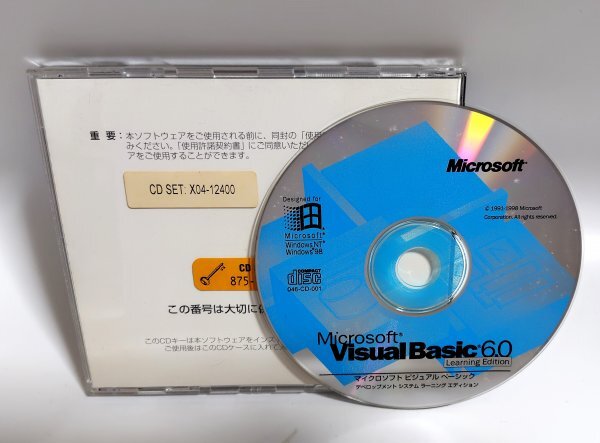 重 要：本ソフトウェアをご使用される前に、同封の「使用
みください。「使用許諾契約書」にご同意いただい
アをご使用することができます。
CD SET: X04-12400
CD
875-
この番号は大切に
このCDキーは本ソフトウェアをインス
ご使用後はこのCDケースに入れて
Microsoft®
Designed for
Microsoft®
Windows NT®
Windows®98
© 1991-1998 Microsoft
Corporation. All rights reserved.
COMPACT
disc
046-CD-001
Microsoft®
Visual Basic® 6.0
Learning Edition
マイクロソフト ビジュアル ベーシック
デベロップメント システム ラーニング エディション